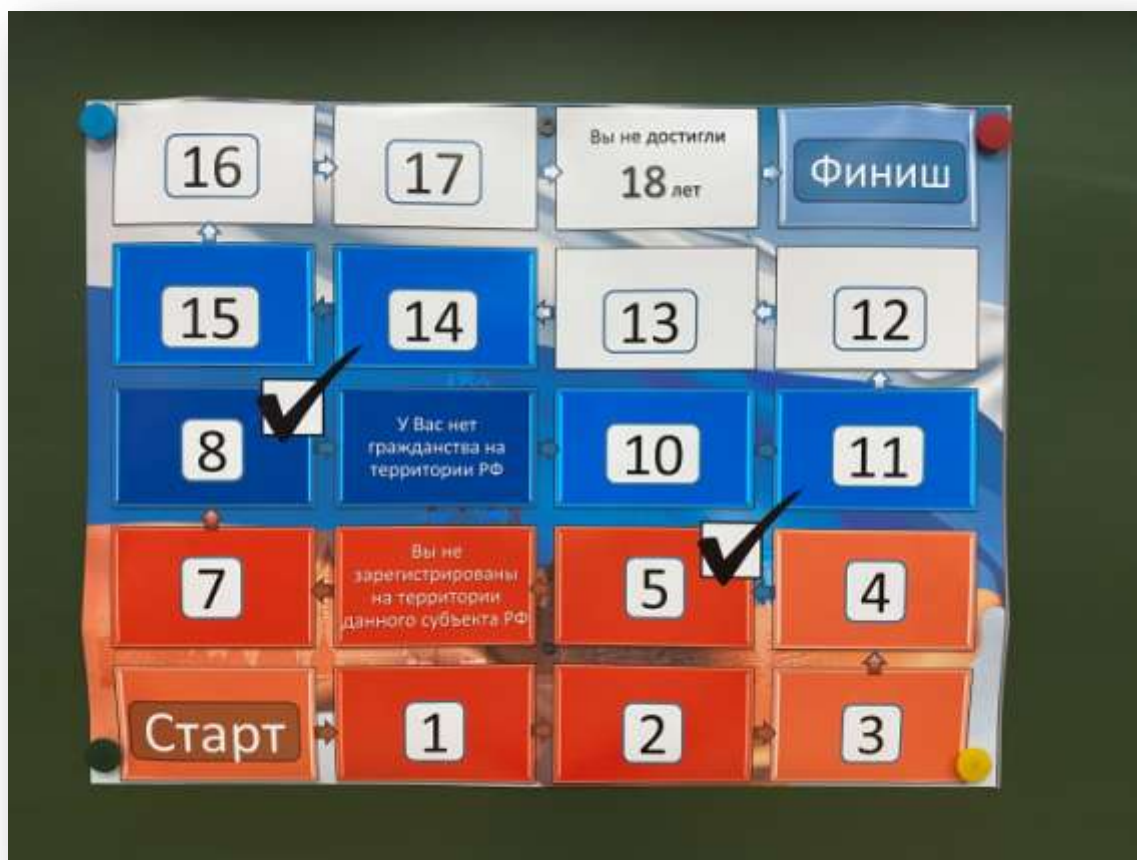 16
17
Вы не достигли
18 лет
Финиш
15
14
13
12
8
У Вас нет
гражданства на
территории РФ
10
11
7
Вы не
зарегистрированы
на территории
данного субъекта РФ
5
4
Старт
1
2
3